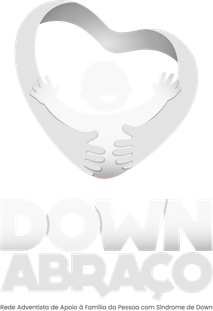 DOWN
ABRAÇO
Rede Adventista de Apoio à Família da Pessoa com Síndrome de Down